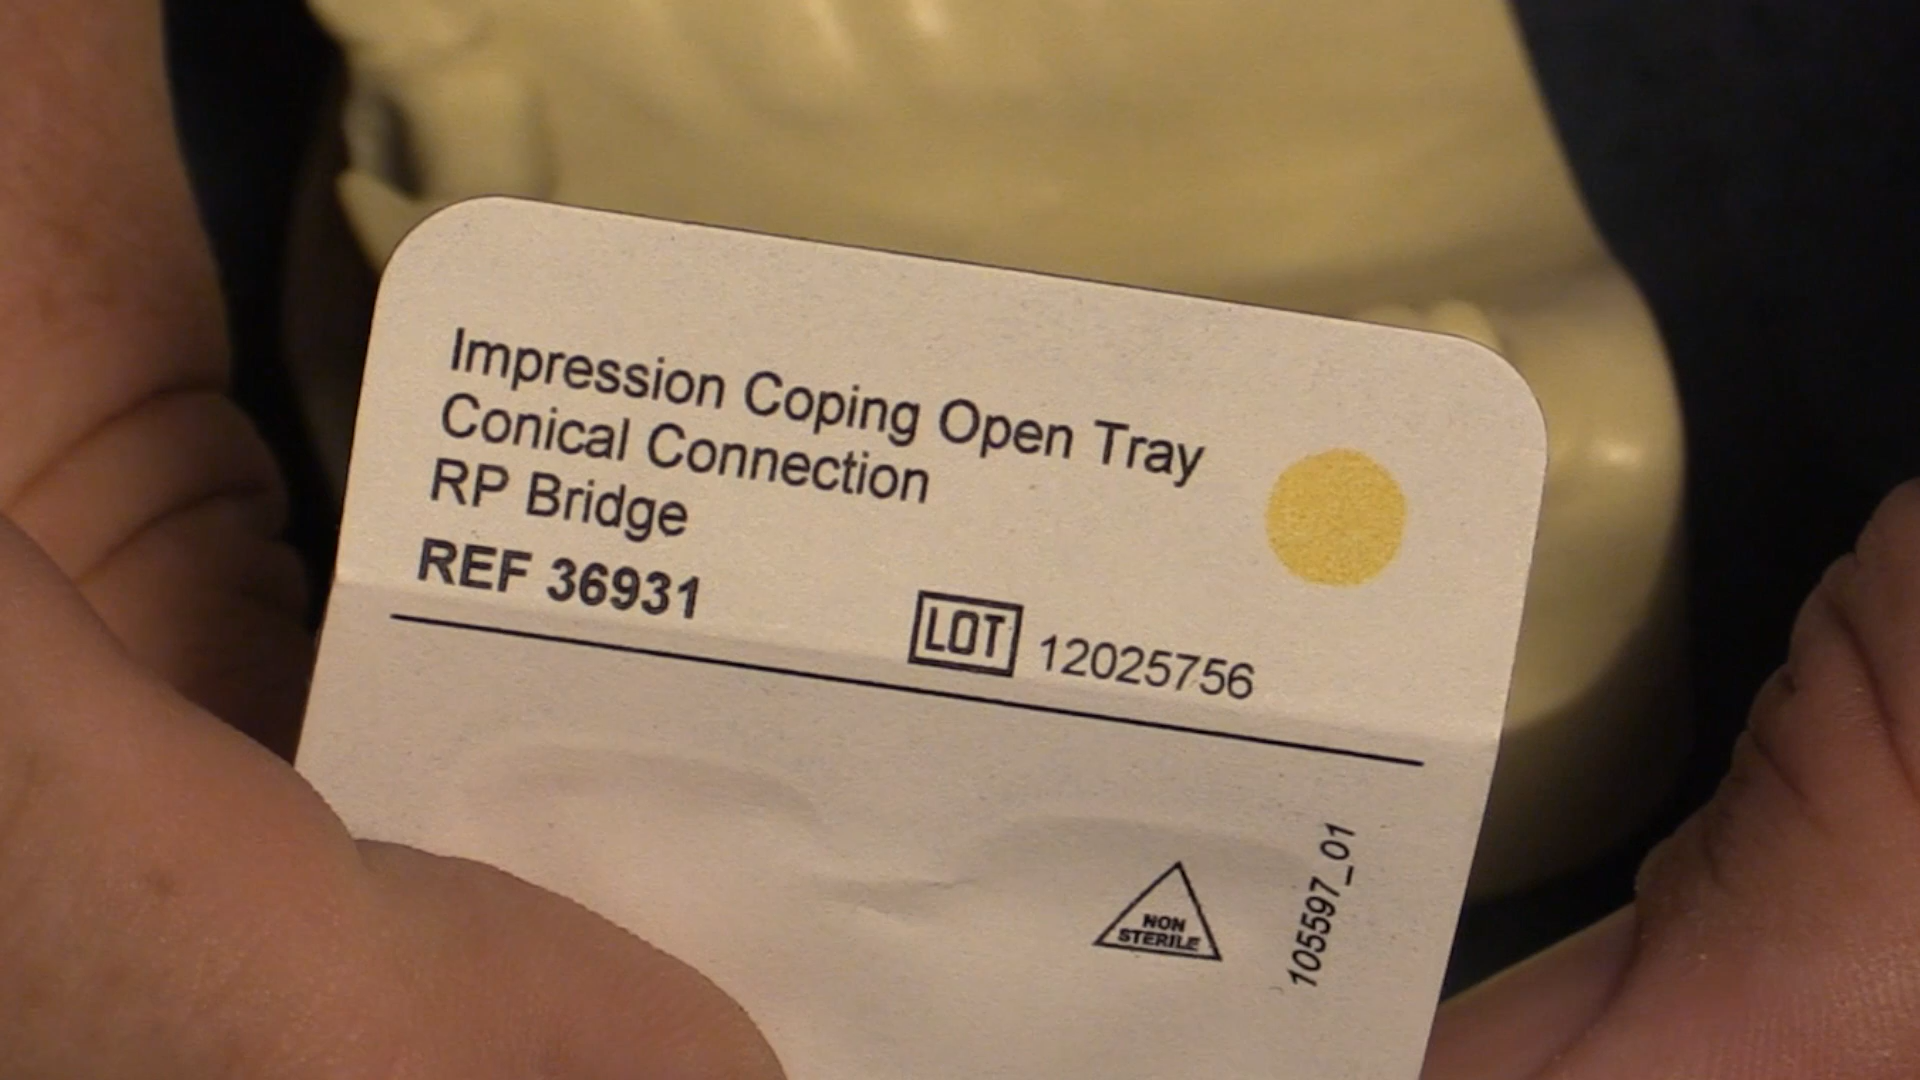 Impression Coping Open Tray
Conical Connection
RP Bridge
REF 36931
LOT 12025756
NON
STERILE
105597_01